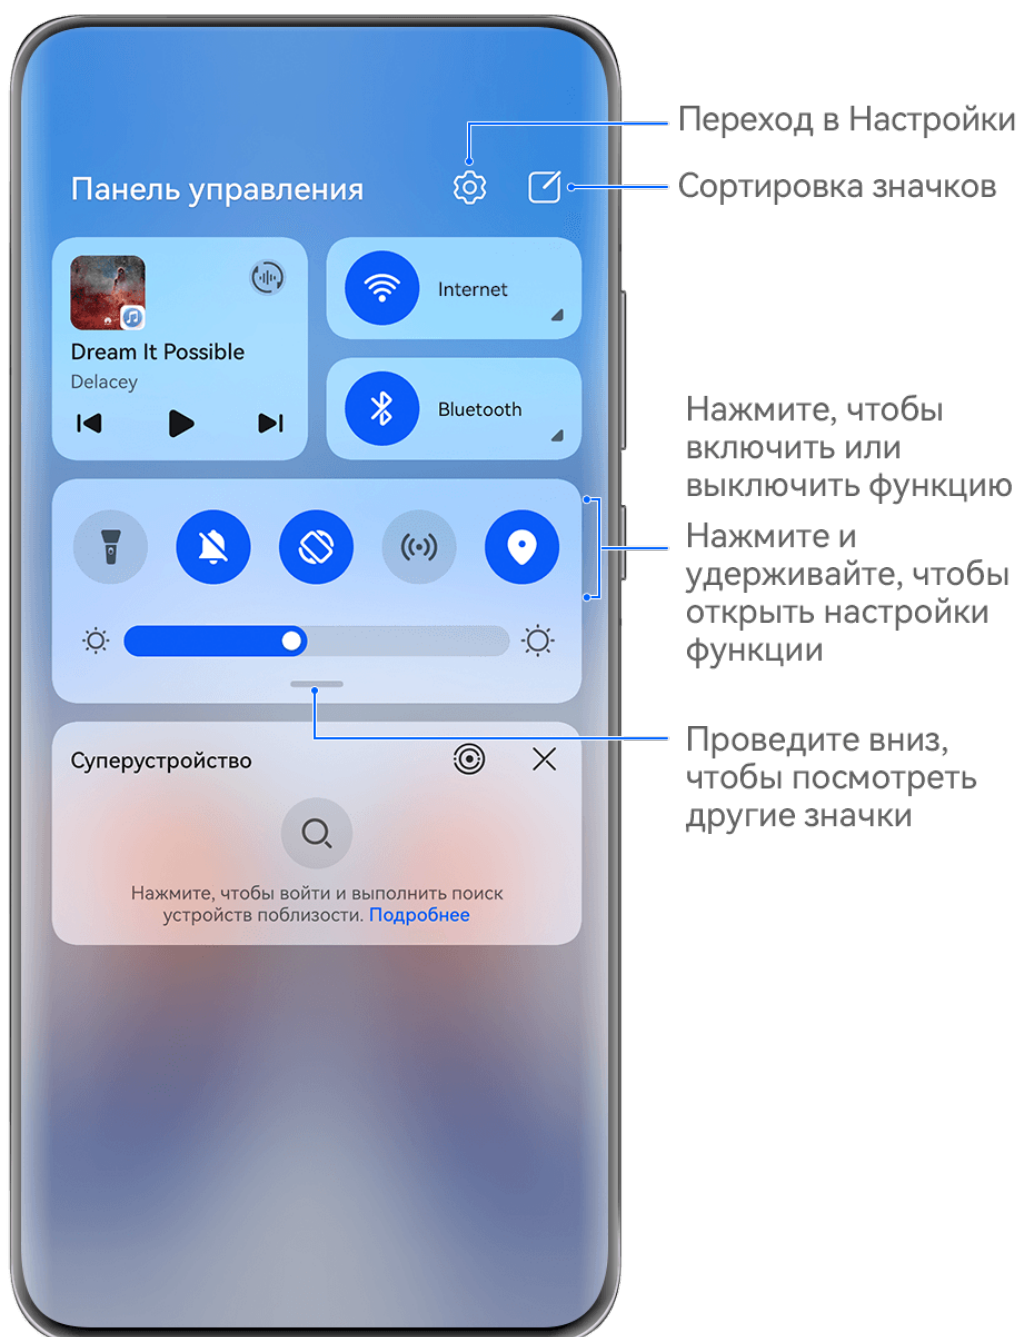 Переход в Настройки
Панель управления
Сортировка значков
Internet
Dream It Possible
Delacey
Bluetooth
Нажмите, чтобы
включить или
выключить функцию
Нажмите и
удерживайте, чтобы
открыть настройки
функции
Проведите вниз,
чтобы посмотреть
другие значки
Суперустройство
Нажмите, чтобы войти и выполнить поиск
устройств поблизости. Подробнее